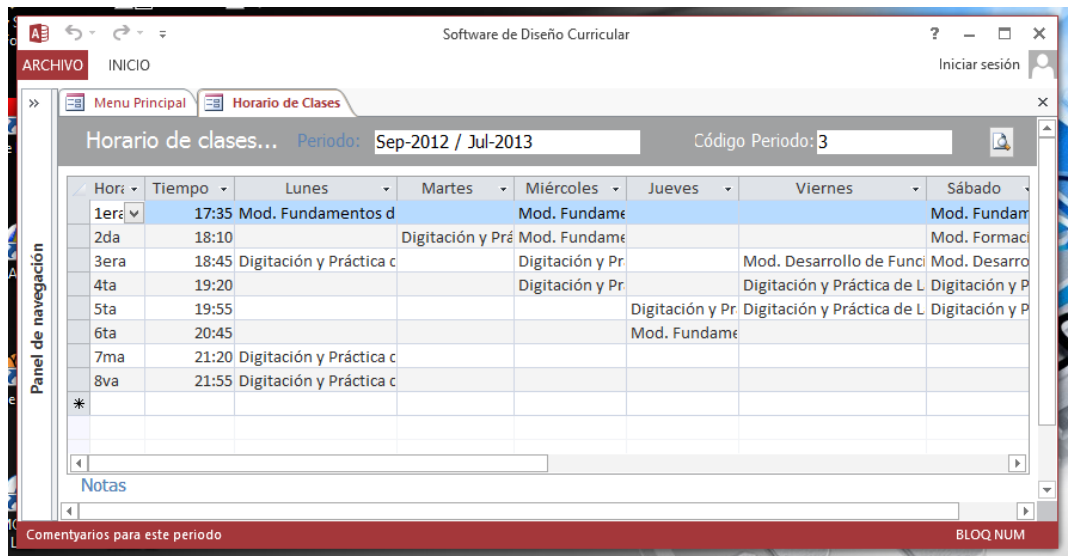 Software de Diseño Curricular ?
ARCHIVO INICIO Iniciar sesión
Menu Principal Horario de Clases
Horario de clases... Periodo: Sep-2012 / Jul-2013 Código Periodo: 3
Hora Tiempo Lunes Martes Miércoles Jueves Viernes Sábado
1era 17:35 Mod. Fundamentos d Mod. Fundame Mod. Fundam
2da 18:10 Digitación y Prá Mod. Fundame Mod. Formaci
3era 18:45 Digitación y Práctica c Digitación y Pr Mod. Desarrollo de Funci Mod. Desarro
4ta 19:20 Digitación y Pr Digitación y Práctica de L Digitación y P
5ta 19:55 Digitación y Pr Digitación y Práctica de L Digitación y P
6ta 20:45 Mod. Fundame
7ma 21:20 Digitación y Práctica c
8va 21:55 Digitación y Práctica c
Panel de navegación
Notas
Comentyarios para este periodo BLOQ NUM